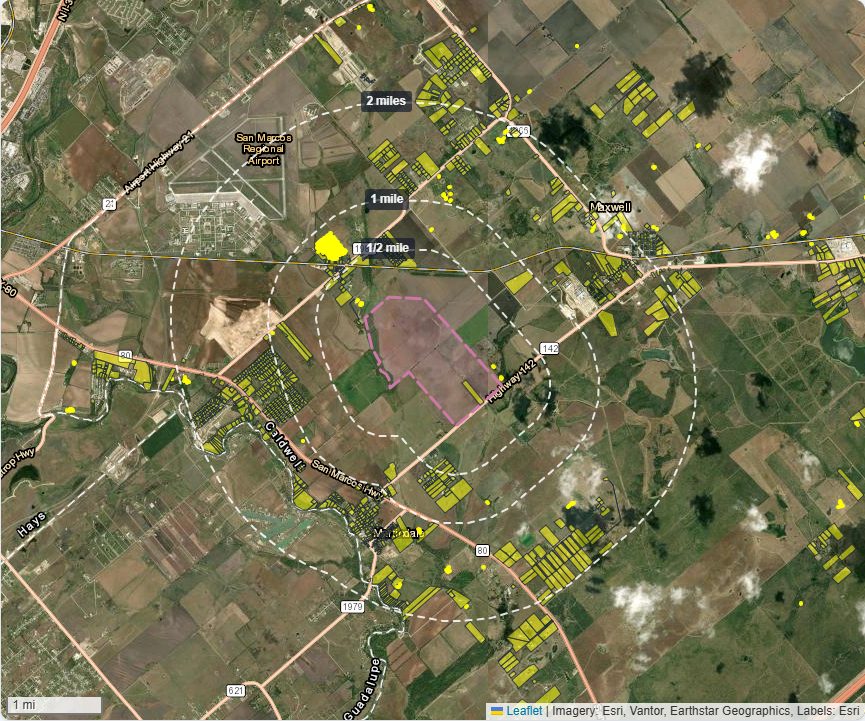 2 miles
San Marcos
Regional
Airport
Airport Highway 21
21
1 mile
Maxwell
1/2 mile
142
80
Highway 142
Caldwell
San Marcos Hwy
Hays
80
1979
Guadalupe
621
1 mi
Leaflet | Imagery: Esri, Vantor, Earthstar Geographics, Labels: Esri